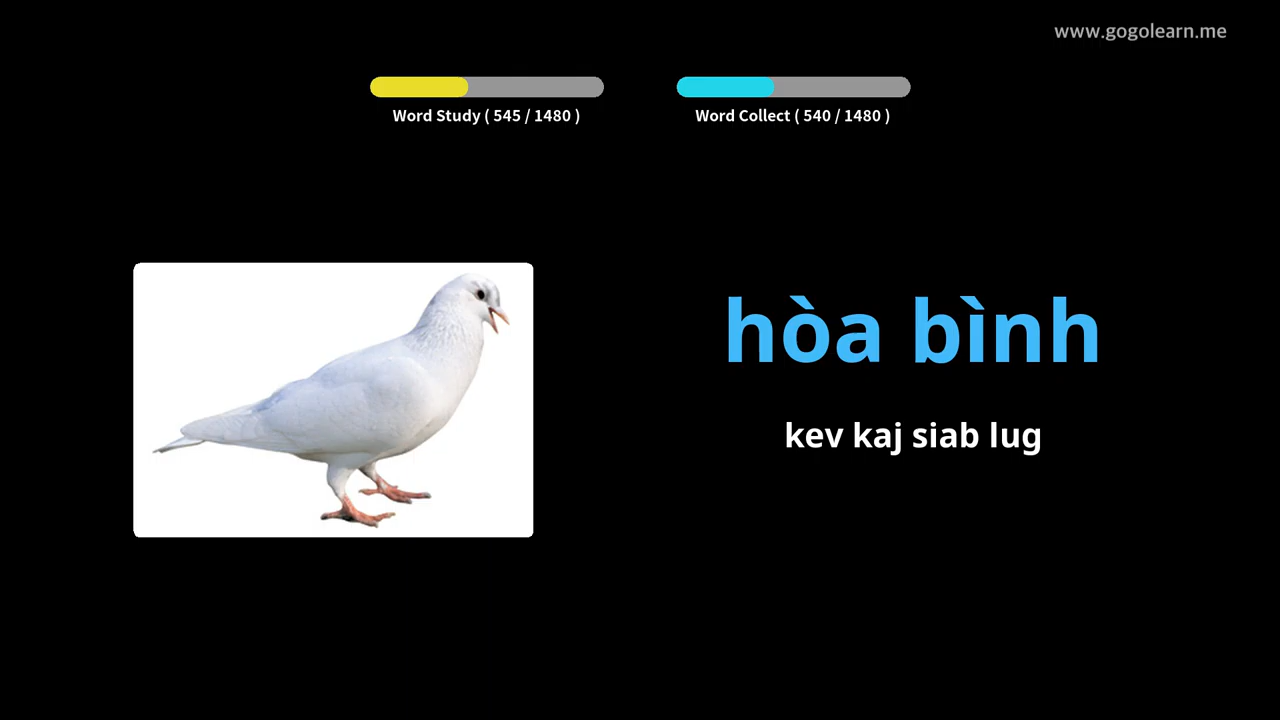 www.gogolearn.me
Word Study ( 545 / 1480 )
Word Collect ( 540 / 1480 )
hòa bình
kev kaj siab lug